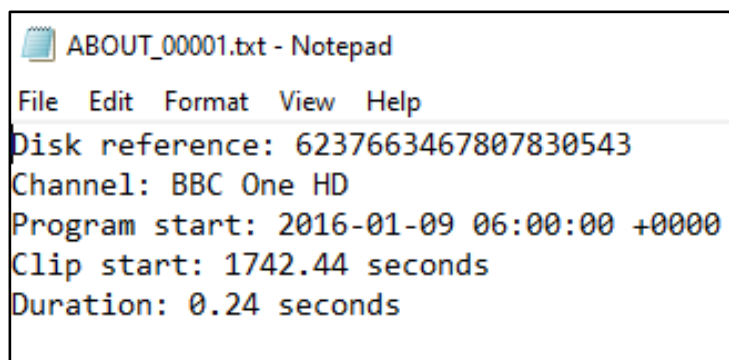 ABOUT_00001.txt - Notepad
File Edit Format View Help
Disk reference: 6237663467807830543
Channel: BBC One HD
Program start: 2016-01-09 06:00:00 +0000
Clip start: 1742.44 seconds
Duration: 0.24 seconds